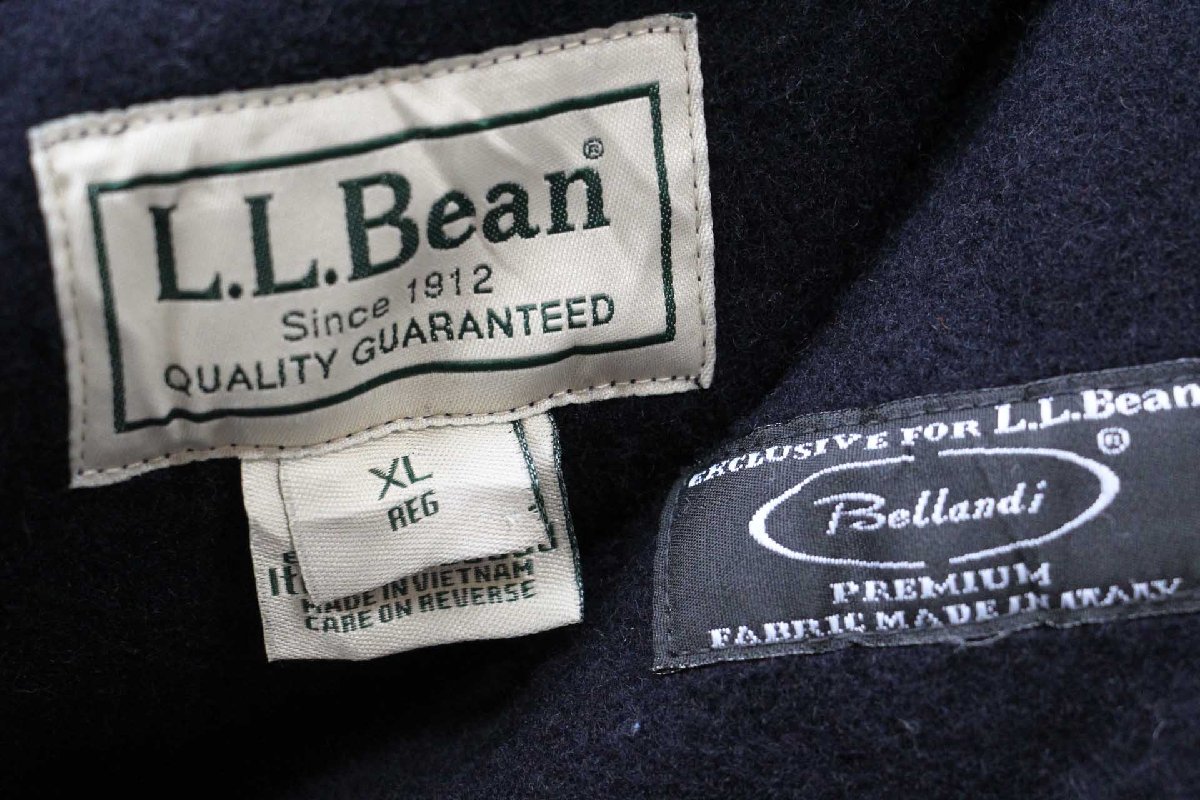 L.L.Bean®
Since 1912
QUALITY GUARANTEED
XL
REG
MADE IN VIETNAM
CARE ON REVERSE
EXCLUSIVE FOR L.L.Bean
Bellandi®
PREMIUM
FABRIC MADE IN ITALY